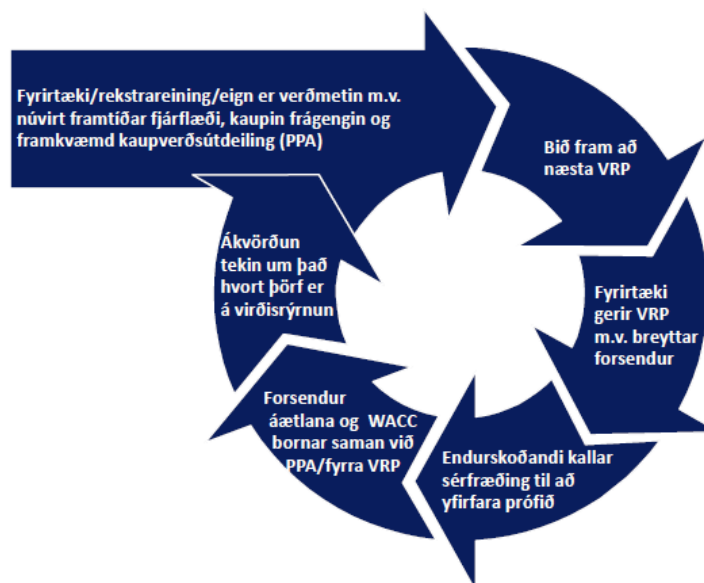 Fyrirtæki/rekstrareining/eign er verðmetin m.v.
núvirt framtíðar fjárflæði, kaupin frágengin og
framkvæmd kaupverðsútdeiling (PPA)
Bið fram að
næsta VRP
Fyrirtæki
gerir VRP
m.v. breyttar
forsendur
Endurskoðandi kallar
sérfræðing til að
yfirfara prófið
Forsendur
áætlana og WACC
bornar saman við
PPA/fyrra VRP
Ákvörðun
tekin um það
hvort þörf er
á virðisrýrnun